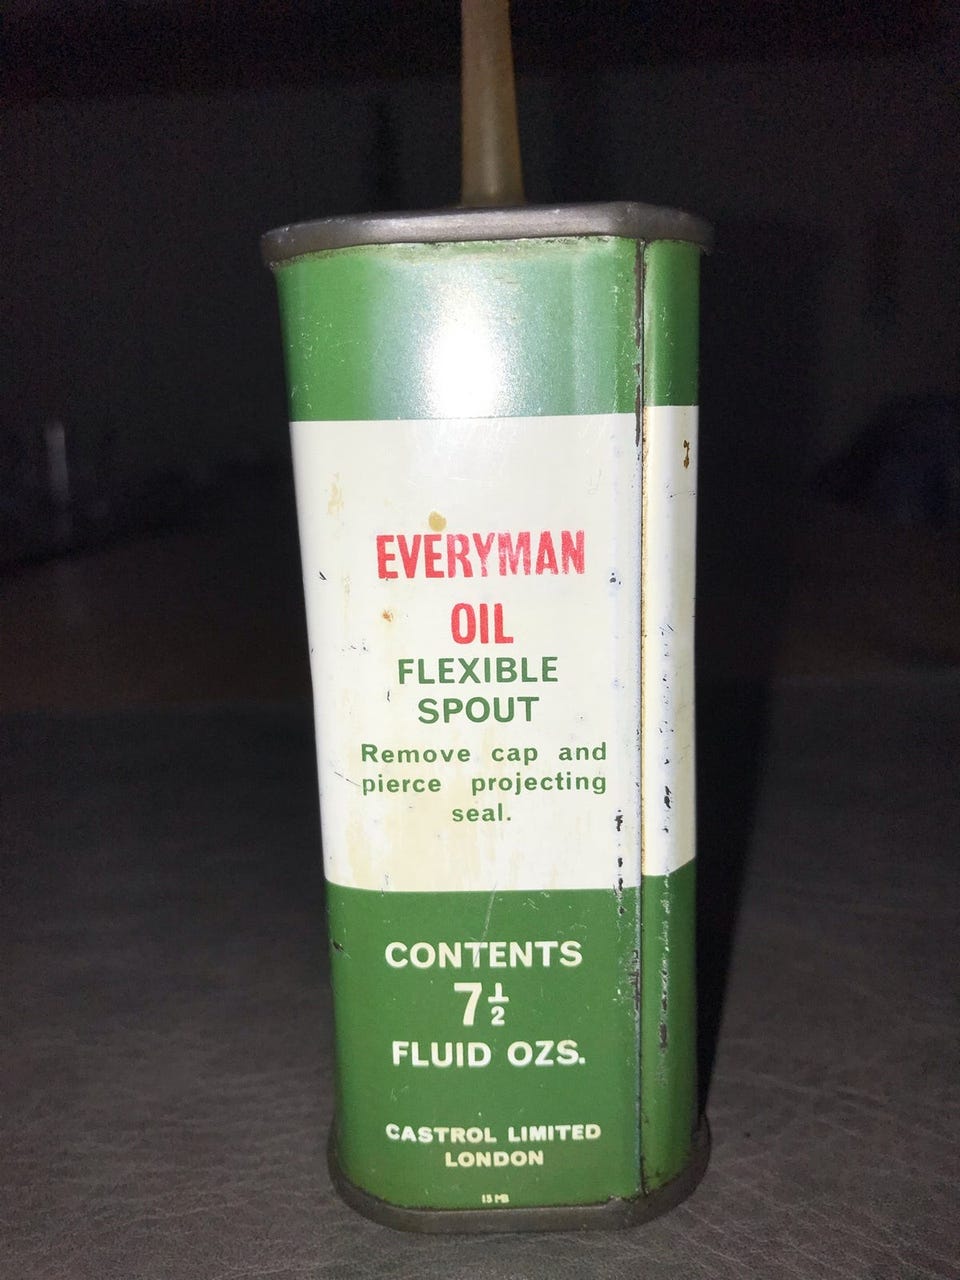 EVERYMAN
OIL
FLEXIBLE
SPOUT
Remove cap and
pierce projecting
seal.
CONTENTS
7½
FLUID OZS.
CASTROL LIMITED
LONDON